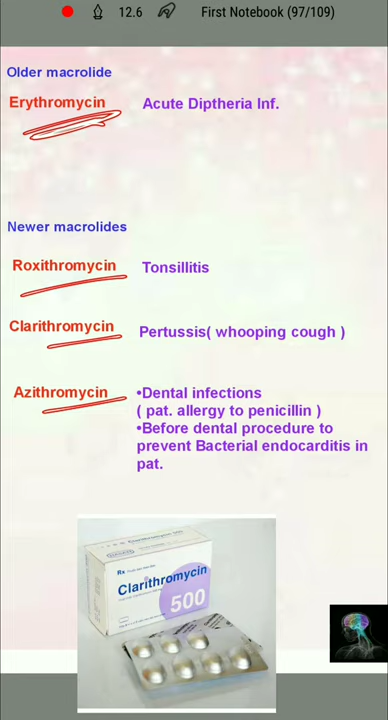 12.6 First Notebook (97/109)
Older macrolide
Erythromycin Acute Diptheria Inf.
Newer macrolides
Roxithromycin Tonsillitis
Clarithromycin Pertussis( whooping cough )
Azithromycin •Dental infections
( pat. allergy to penicillin )
•Before dental procedure to
prevent Bacterial endocarditis in
pat.
Rx
Clarithromycin
500